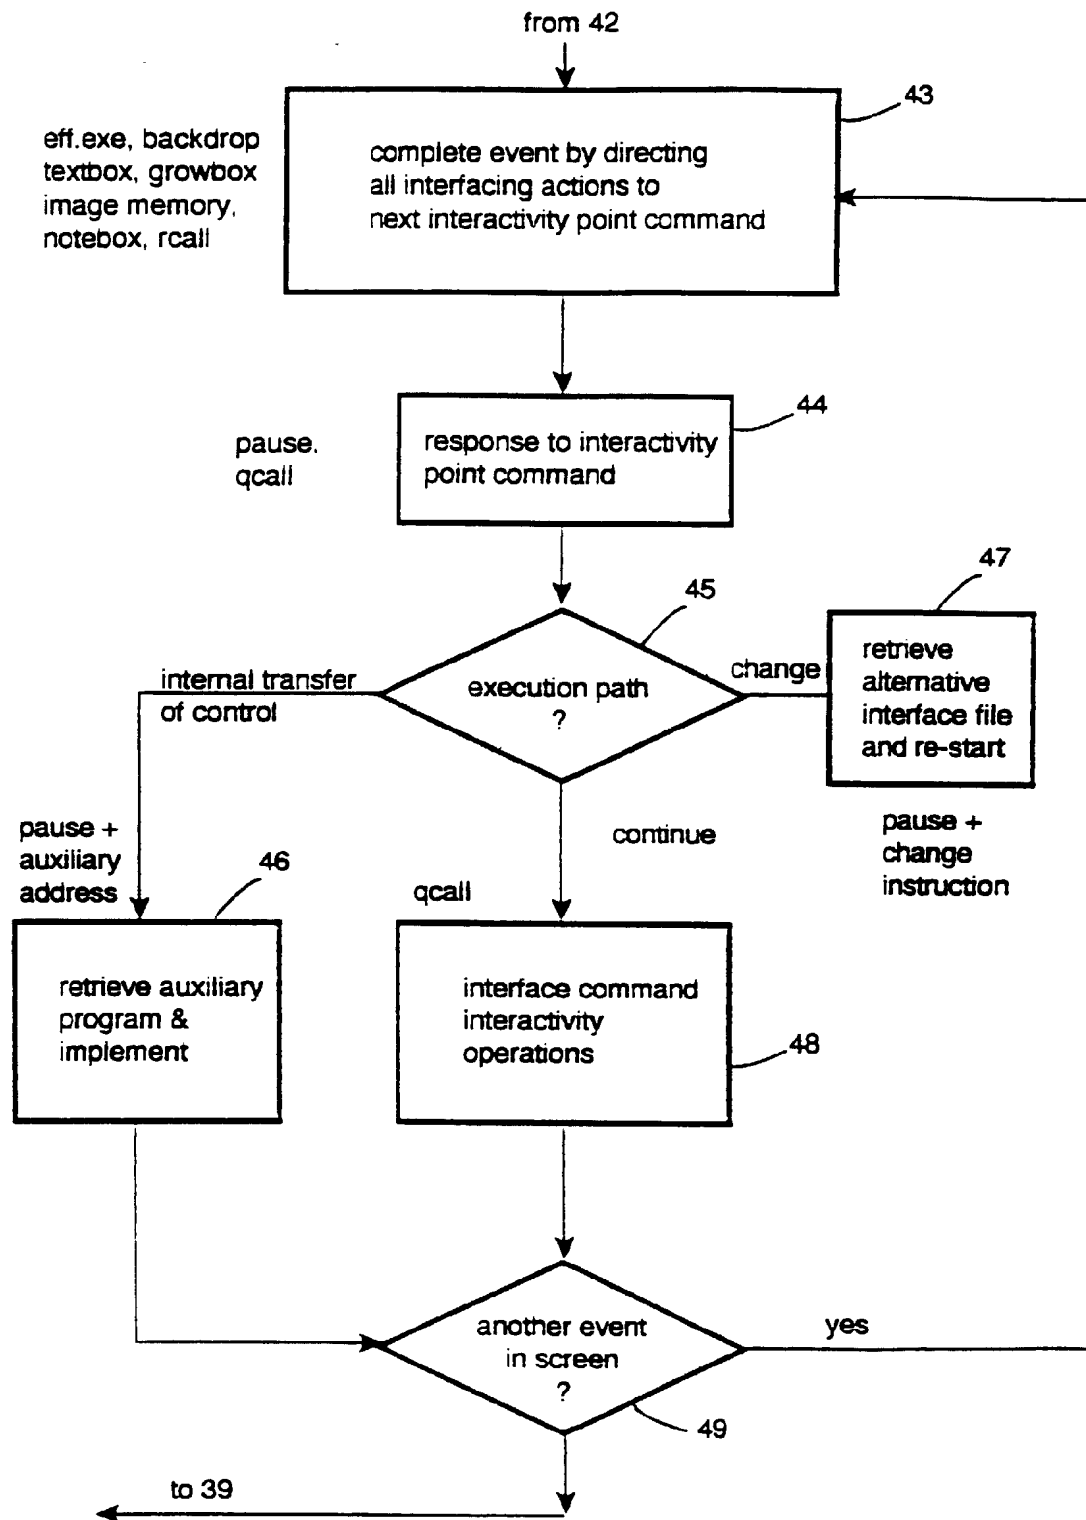 from 42
43
eff.exe, backdrop
textbox, growbox
image memory,
notebox, rcall
complete event by directing
all interfacing actions to
next interactivity point command
44
pause.
qcall
response to interactivity
point command
45
47
internal transfer
of control
execution path
?
change
retrieve
alternative
interface file
and re-start
pause +
auxiliary
address
46
continue
qcall
pause +
change
instruction
retrieve auxiliary
program &
implement
interface command
interactivity
operations
48
another event
in screen
?
yes
49
to 39